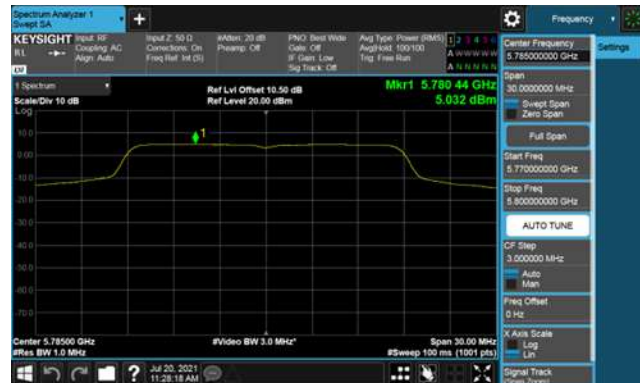 Spectrum Analyzer 1
Swept SA
+
Frequency
KEYSIGHT
RL
Input: RF
Coupling: AC
Align: Auto
Input Z: 50 Ω
Corrections: On
Freq Ref: Int (S)
#Atten: 20 dB
Preamp: Off
PNO: Best Wide
Gate: Off
IF Gain: Low
Sig Track: Off
Avg Type: Power (RMS)
Avg|Hold: 100/100
Trig: Free Run
1 2 3 4 5 6
A W W W W W
A N N N N N
Center Frequency
5.785000000 GHz
Settings
Span
30.0000000 MHz
Swept Span
Zero Span
Full Span
Start Freq
5.770000000 GHz
Stop Freq
5.800000000 GHz
AUTO TUNE
CF Step
3.000000 MHz
Auto
Man
Freq Offset
0 Hz
X Axis Scale
Log
Lin
Signal Track
1 Spectrum
Scale/Div 10 dB
Log
Ref Lvl Offset 10.50 dB
Ref Level 20.00 dBm
Mkr1 5.780 44 GHz
5.032 dBm
1
10.0
0.00
-10.0
-20.0
-30.0
-40.0
-50.0
-60.0
-70.0
Center 5.78500 GHz
#Res BW 1.0 MHz
#Video BW 3.0 MHz*
Span 30.00 MHz
#Sweep 100 ms (1001 pts)
?
Jul 20, 2021
11:28:18 AM